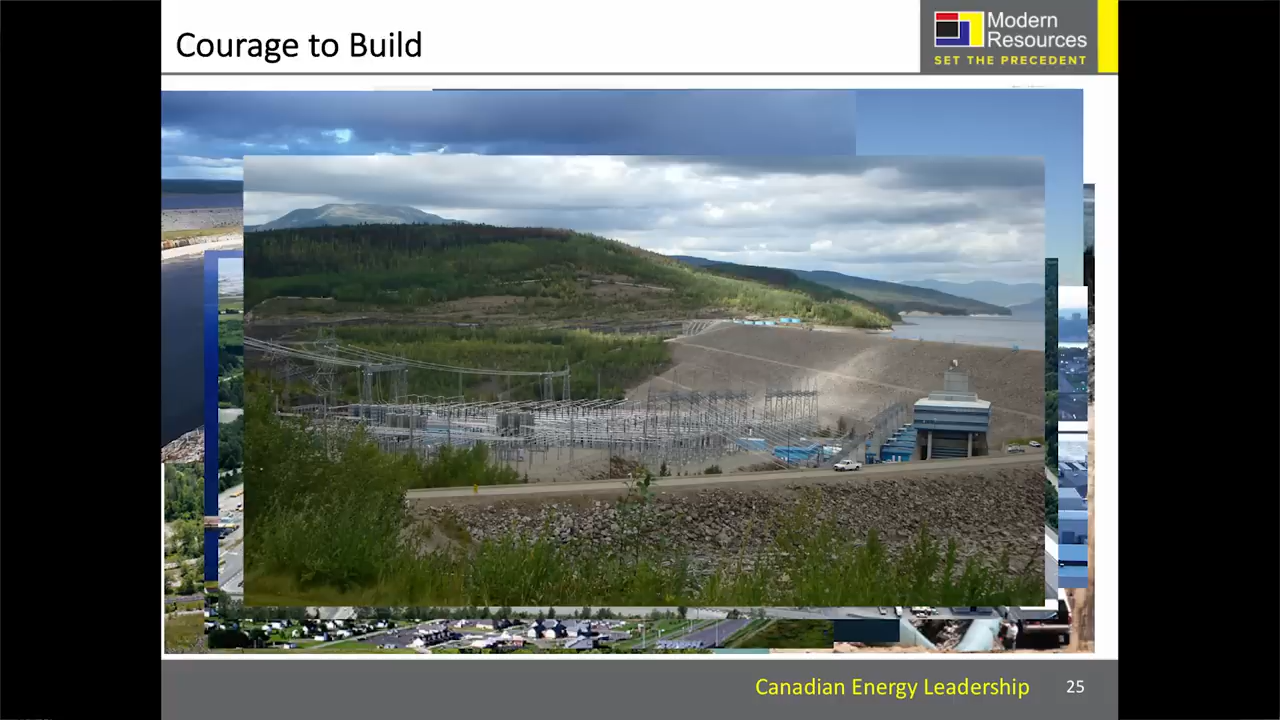 Courage to Build
Modern
Resources
SET THE PRECEDENT
Canadian Energy Leadership
25